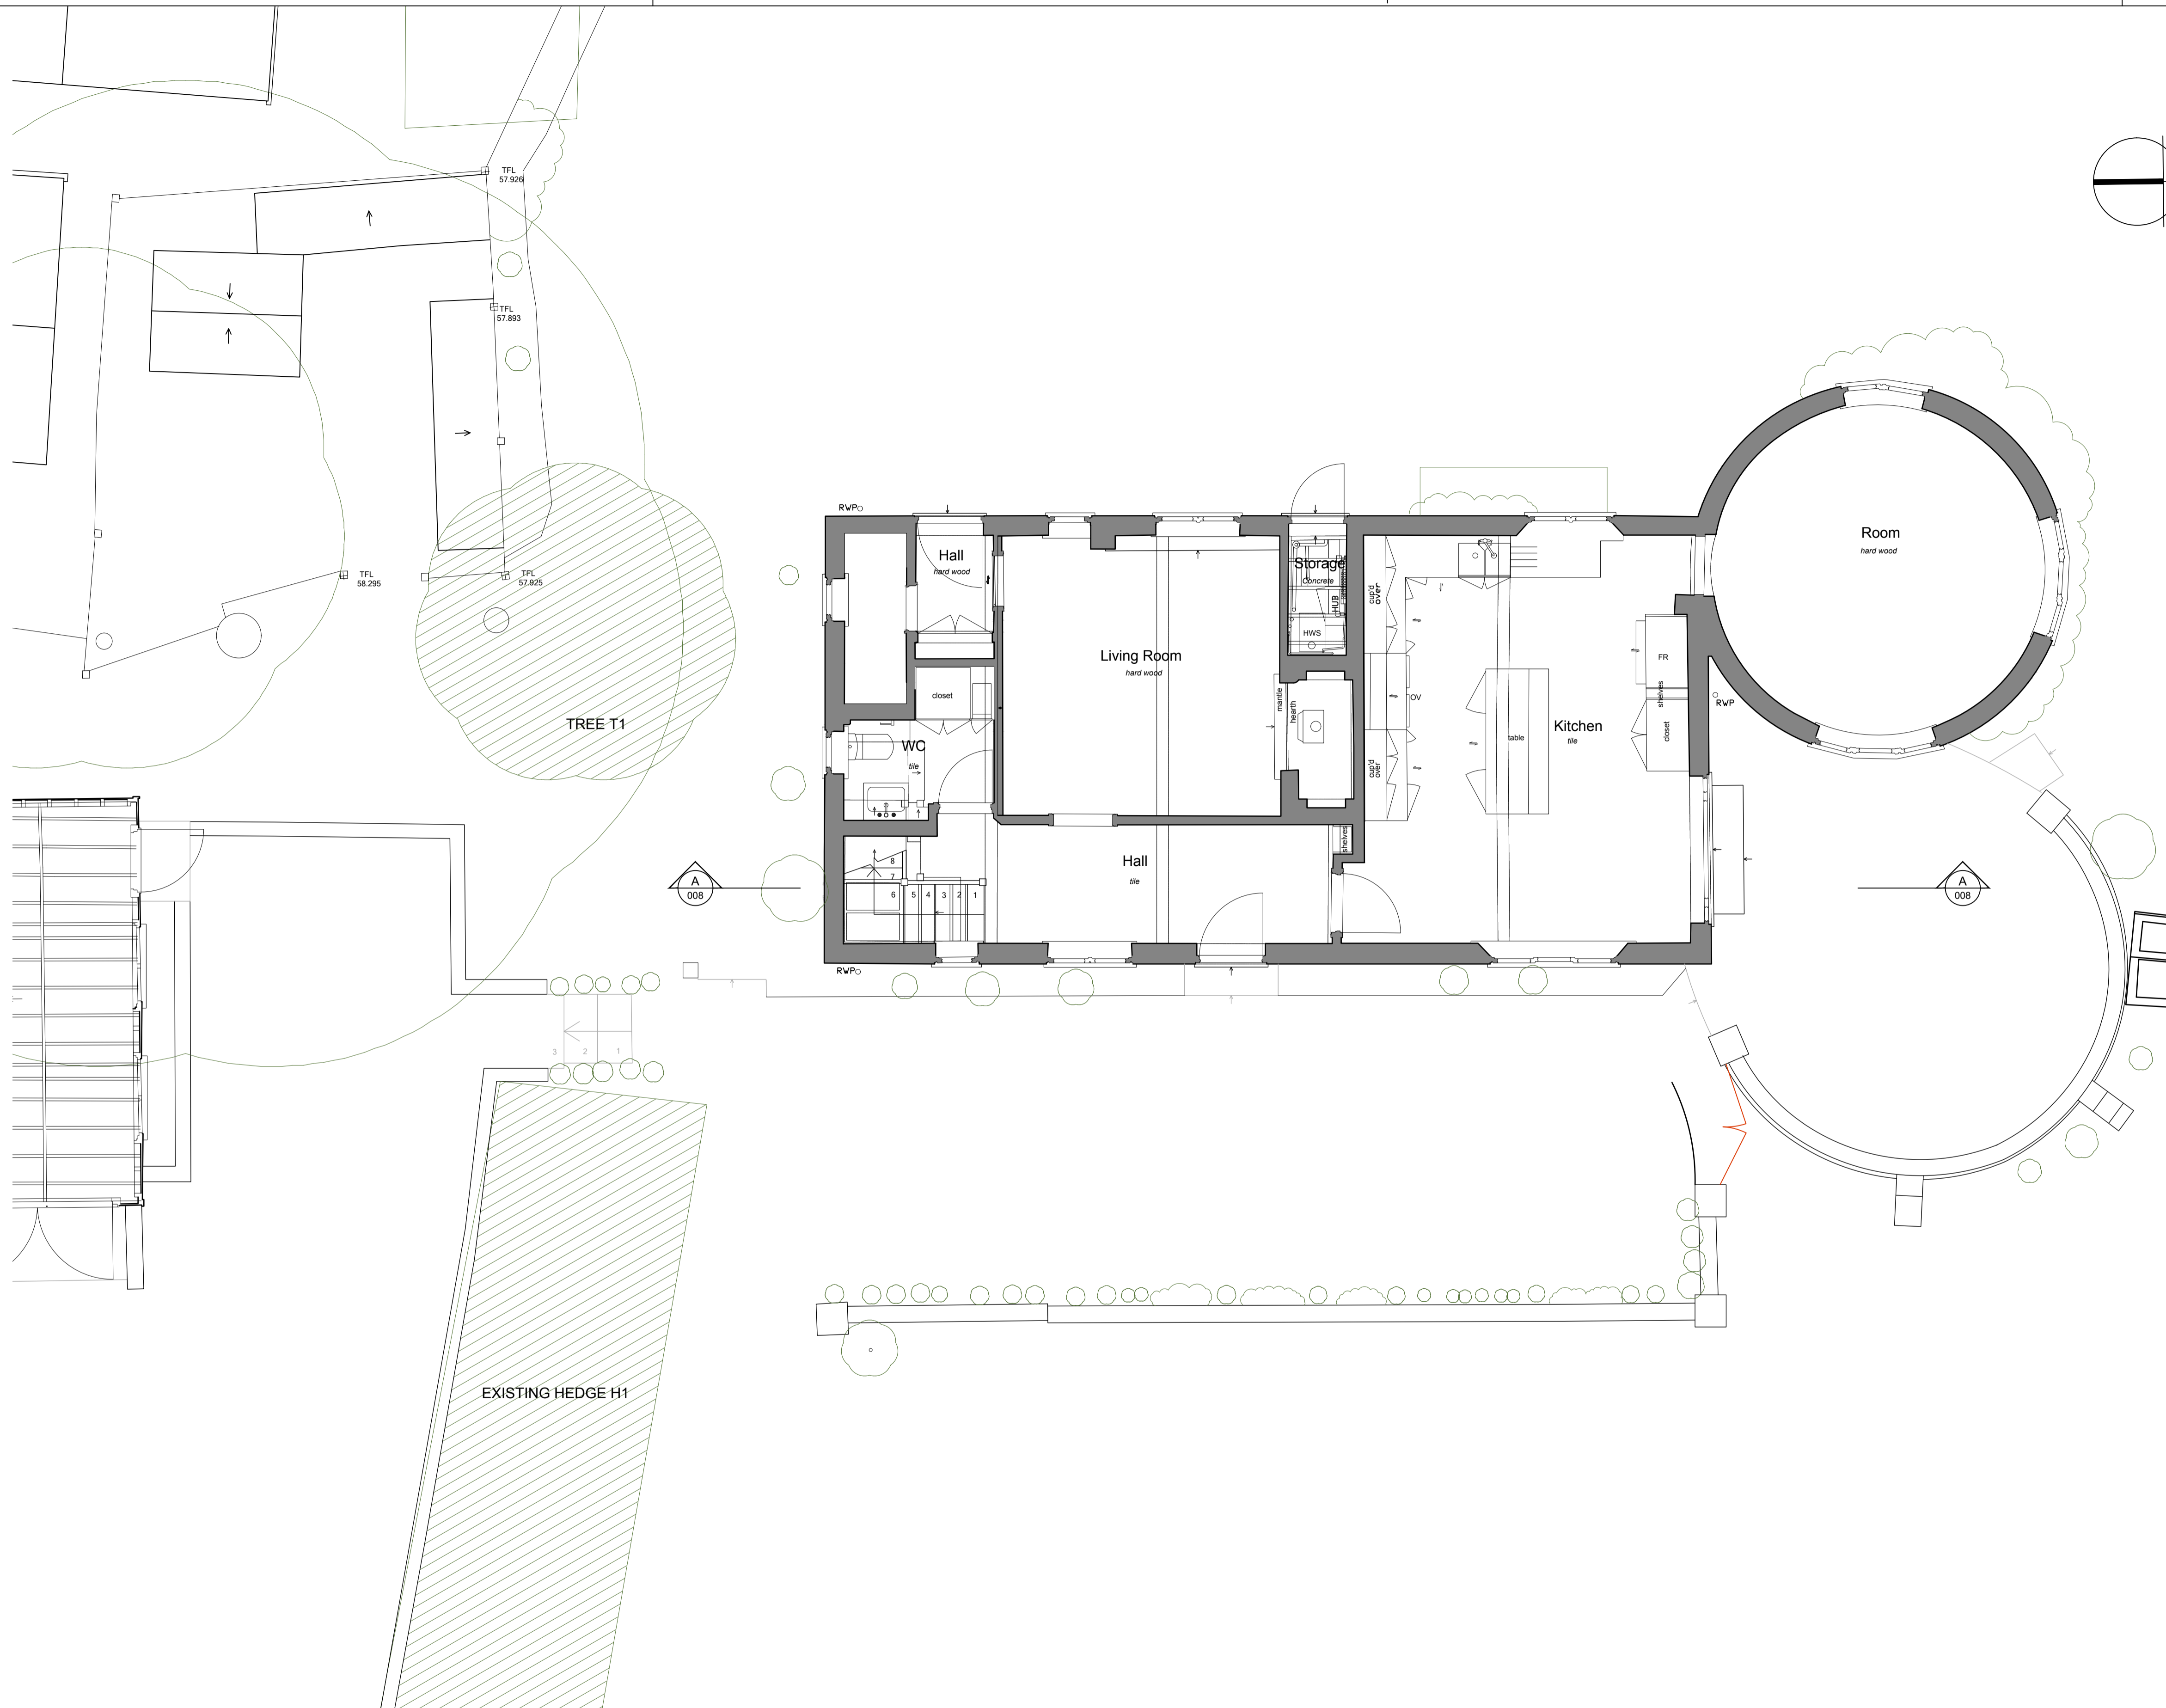 TFL
57.926
TFL
57.893
TFL
58.295
TFL
57.925
TREE T1
RWP
Hall
hard wood
Storage
Concrete
HUB
HWS
cup'd
over
Room
hard wood
Living Room
hard wood
closet
mantle
hearth
OV
FR
shelves
closet
RWP
Kitchen
tile
table
WC
tile
cup'd
over
shelves
Hall
tile
8
7
6
5
4
3
2
1
A
008
A
008
RWP
3
2
1
EXISTING HEDGE H1